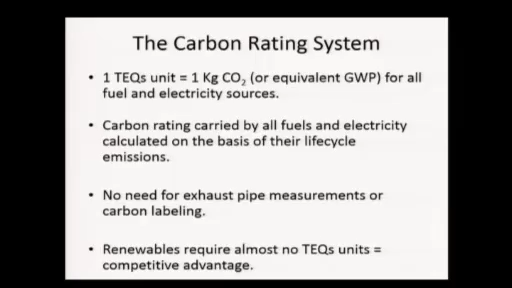 The Carbon Rating System
• 1 TEQs unit = 1 Kg CO₂ (or equivalent GWP) for all
fuel and electricity sources.
• Carbon rating carried by all fuels and electricity
calculated on the basis of their lifecycle
emissions.
• No need for exhaust pipe measurements or
carbon labeling.
• Renewables require almost no TEQs units =
competitive advantage.